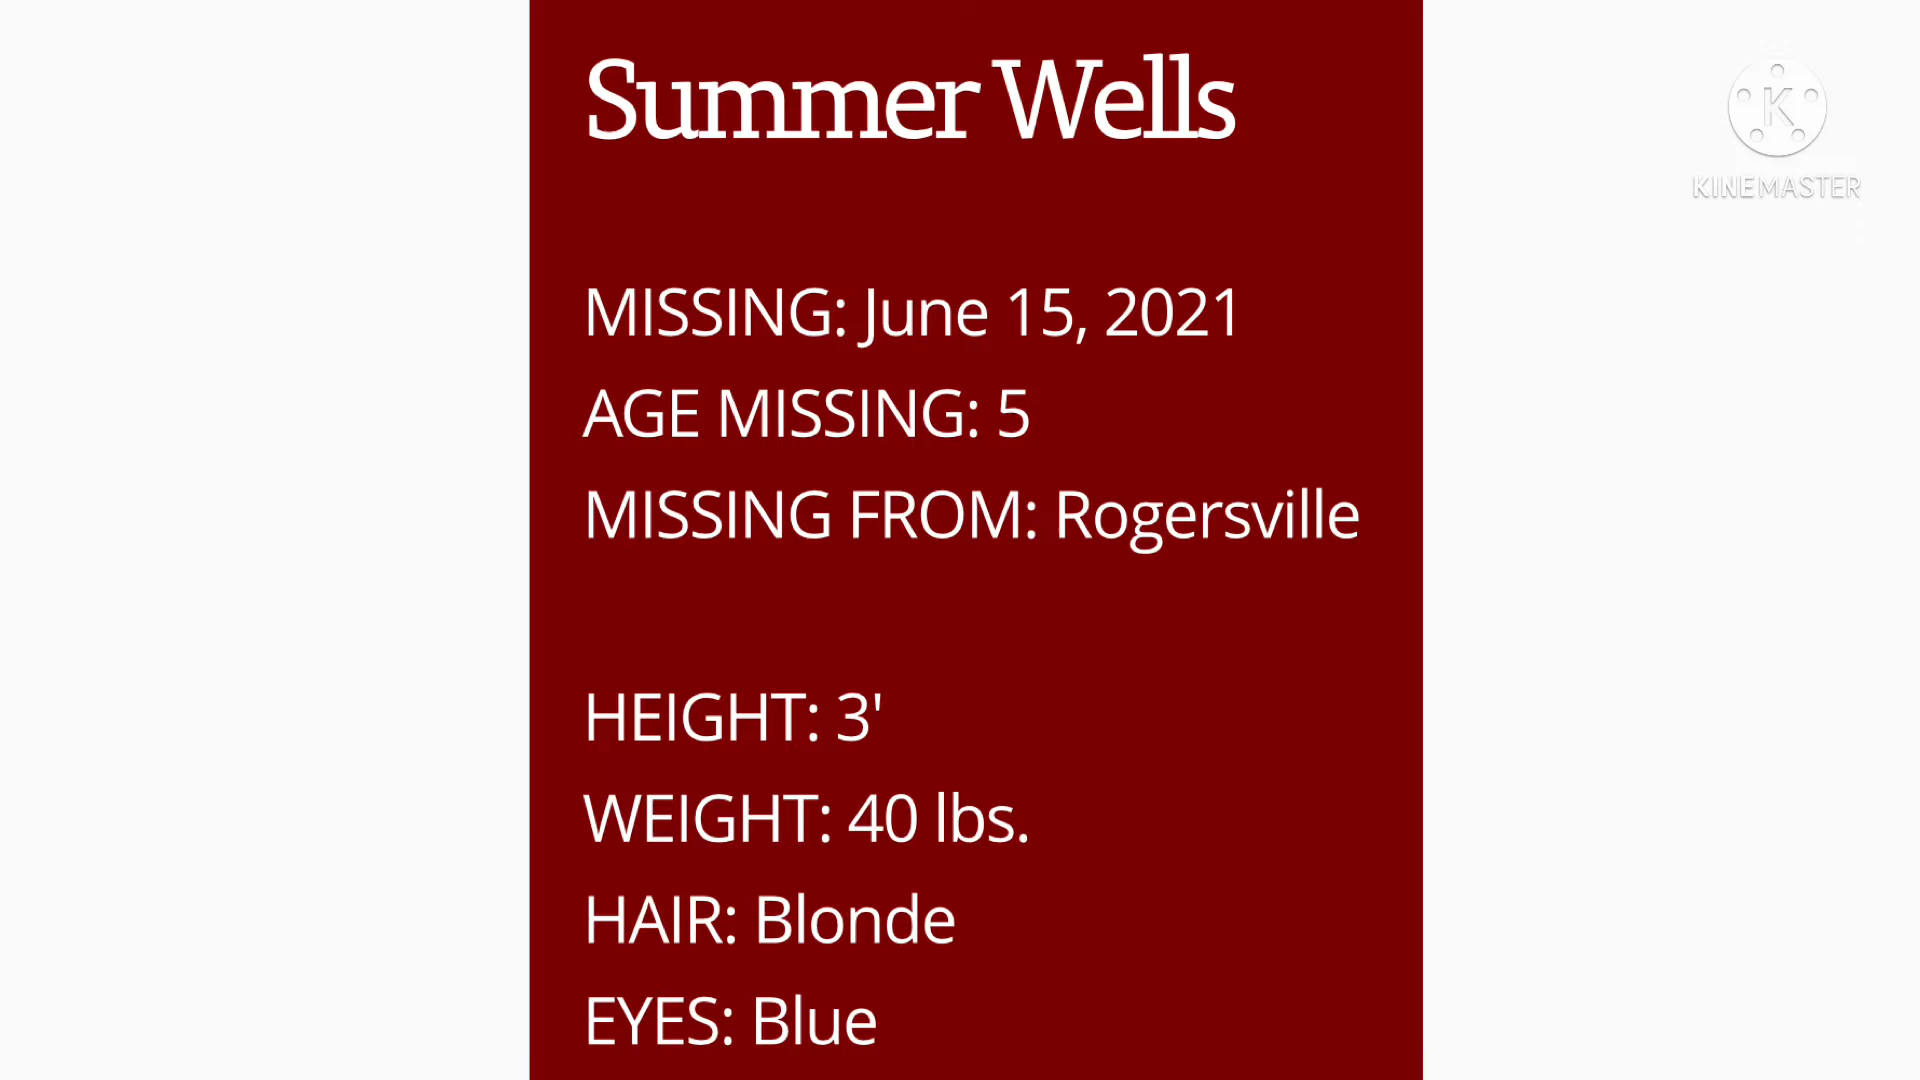 Summer Wells
MISSING: June 15, 2021
AGE MISSING: 5
MISSING FROM: Rogersville
HEIGHT: 3'
WEIGHT: 40 lbs.
HAIR: Blonde
EYES: Blue
K
KINEMASTER